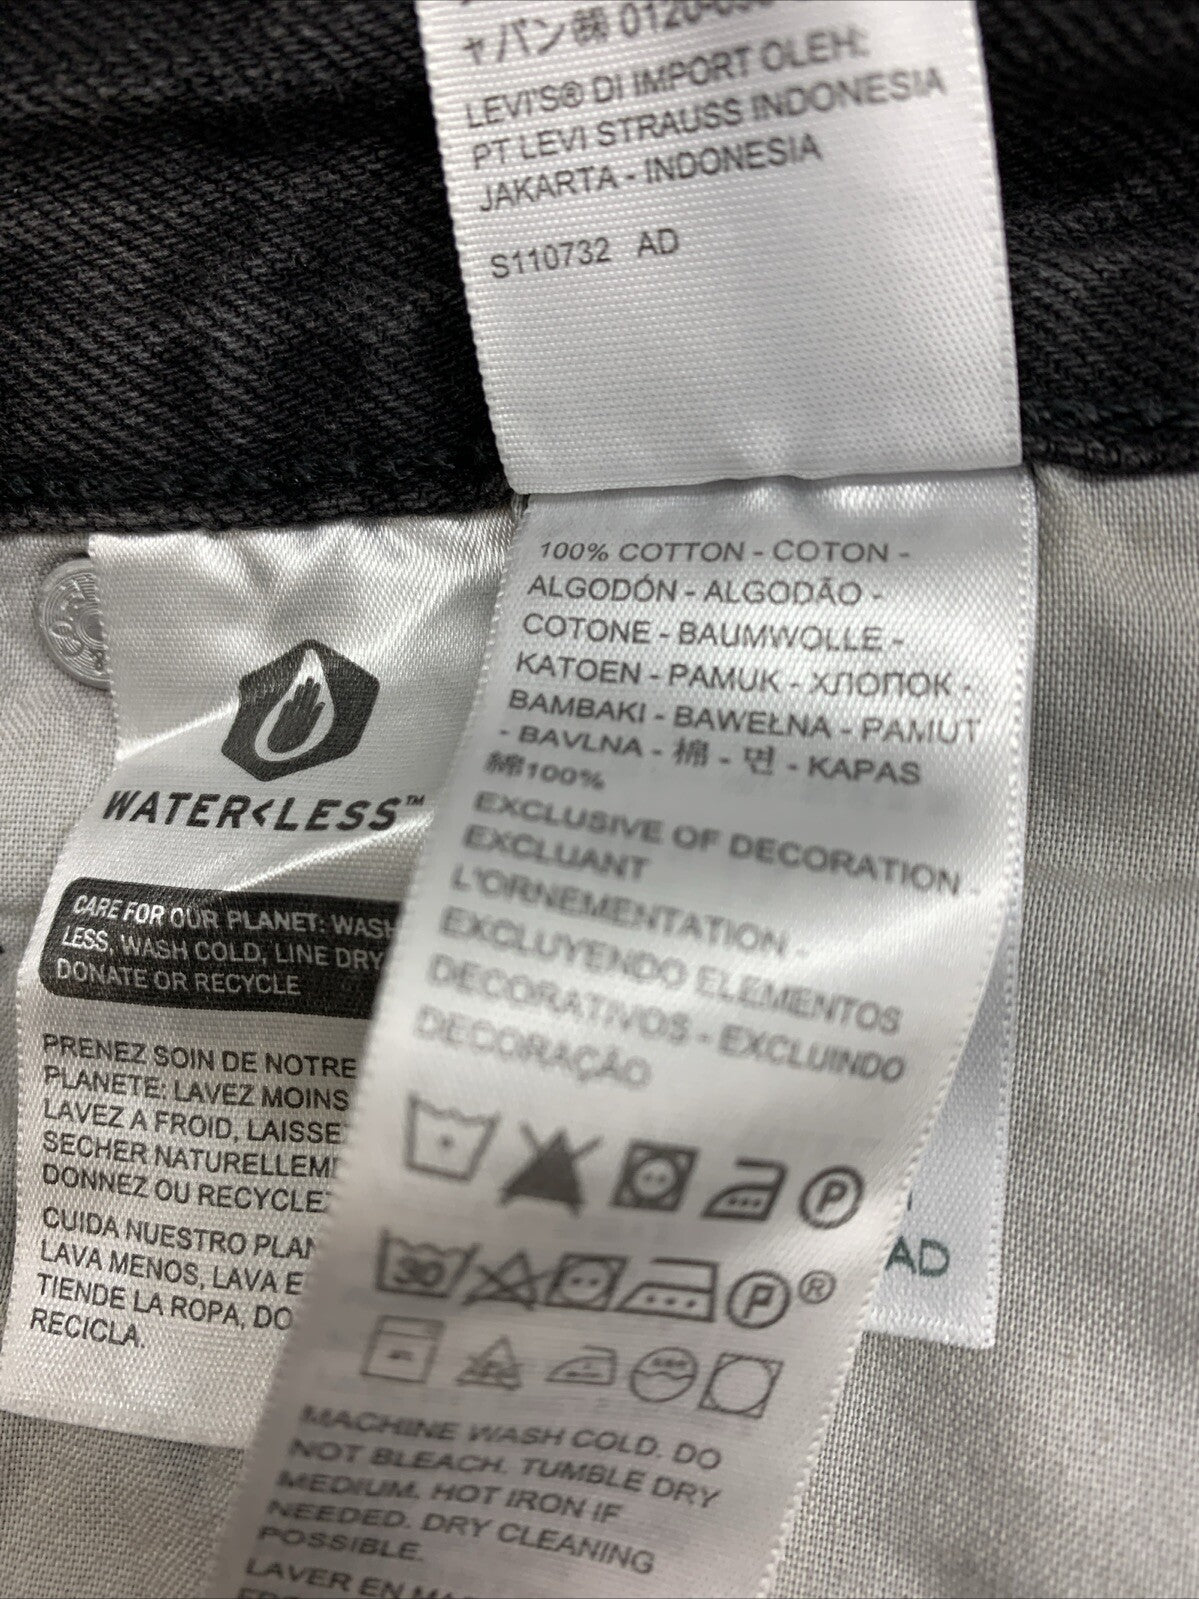 ャパン㈱ 0120-
LEVI'S® DI IMPORT OLEH:
PT LEVI STRAUSS INDONESIA
JAKARTA - INDONESIA
S110732 AD
100% COTTON - COTON -
ALGODÓN - ALGODÃO -
COTONE - BAUMWOLLE -
KATOEN - PAMUK - ХЛОПОК -
BAMBAKI - BAWEŁNA - PAMUT
- BAVLNA - 棉 - 면 - KAPAS
綿100%
EXCLUSIVE OF DECORATION -
EXCLUANT
L'ORNEMENTATION -
EXCLUYENDO ELEMENTOS
DECORATIVOS - EXCLUINDO
DECORAÇÃO
P
30 P ®
MACHINE WASH COLD. DO
NOT BLEACH. TUMBLE DRY
MEDIUM. HOT IRON IF
NEEDED. DRY CLEANING
POSSIBLE.
LAVER EN
WATER<LESS™
CARE FOR OUR PLANET: WASH
LESS, WASH COLD, LINE DRY
DONATE OR RECYCLE
PRENEZ SOIN DE NOTRE
PLANETE: LAVEZ MOINS
LAVEZ A FROID, LAISSEZ
SECHER NATURELLEM
DONNEZ OU RECYCLEZ
CUIDA NUESTRO PLAN
LAVA MENOS, LAVA E
TIENDE LA ROPA, DO
RECICLA.
AD